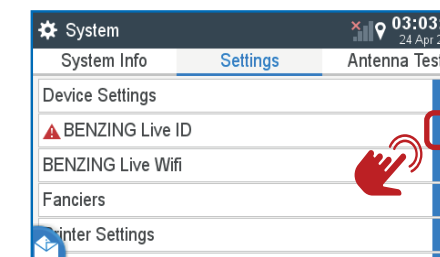 System
03:03:
24 Apr 2
System Info Settings Antenna Test
Device Settings
BENZING Live ID
BENZING Live Wifi
Fanciers
Printer Settings